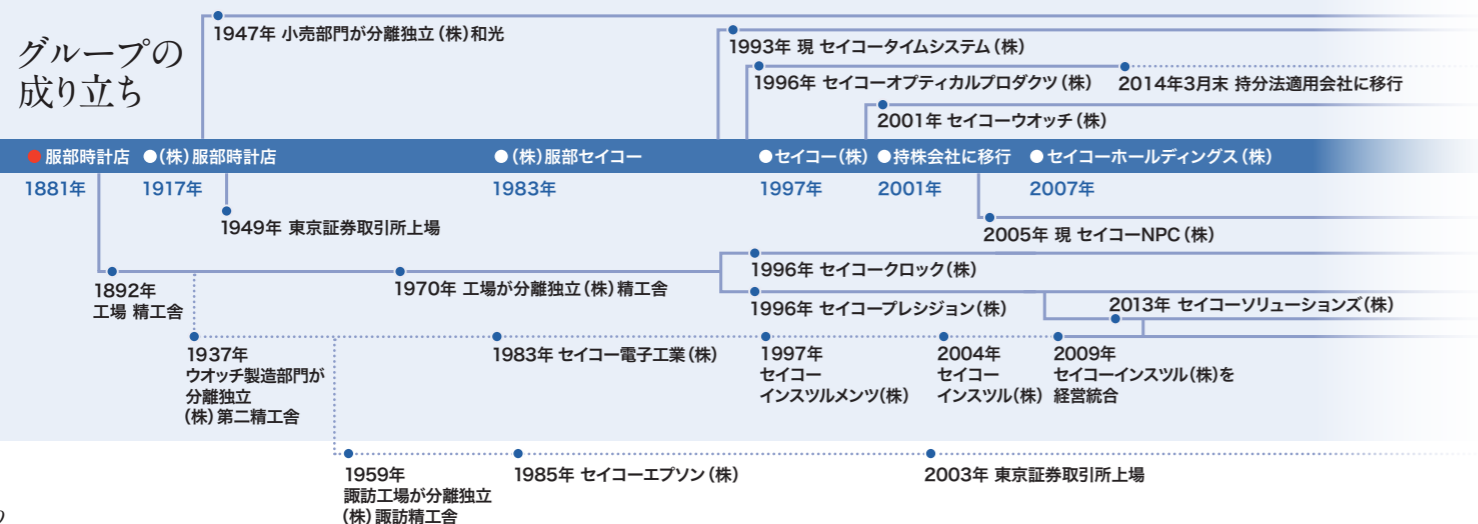 グループの
成り立ち
1947年 小売部門が分離独立(株)和光
1993年 現 セイコータイムシステム(株)
1996年 セイコーオプティカルプロダクツ(株)
2014年3月末 持分法適用会社に移行
2001年 セイコーウオッチ(株)
服部時計店
(株)服部時計店
(株)服部セイコー
セイコー(株)
持株会社に移行
セイコーホールディングス(株)
1881年
1917年
1983年
1997年
2001年
2007年
1949年 東京証券取引所上場
2005年 現 セイコーNPC(株)
1892年
工場 精工舎
1970年 工場が分離独立(株)精工舎
1996年 セイコークロック(株)
1996年 セイコープレシジョン(株)
2013年 セイコーソリューションズ(株)
1937年
ウオッチ製造部門が
分離独立
(株)第二精工舎
1983年 セイコー電子工業(株)
1997年
セイコー
インスツルメンツ(株)
2004年
セイコー
インスツル(株)
2009年
セイコーインスツル(株)を
経営統合
1959年
諏訪工場が分離独立
(株)諏訪精工舎
1985年 セイコーエプソン(株)
2003年 東京証券取引所上場